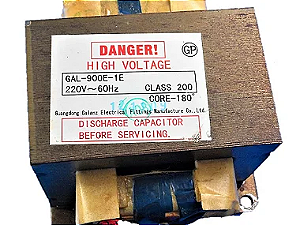 DANGER!
GP
HIGH VOLTAGE
GAL-900E-1E
220V~60Hz CLASS 200
CORE-180
Guangdong Galanz Electrical Fittings Manufacture Co.,Ltd.
DISCHARGE CAPACITOR
BEFORE SERVICING.